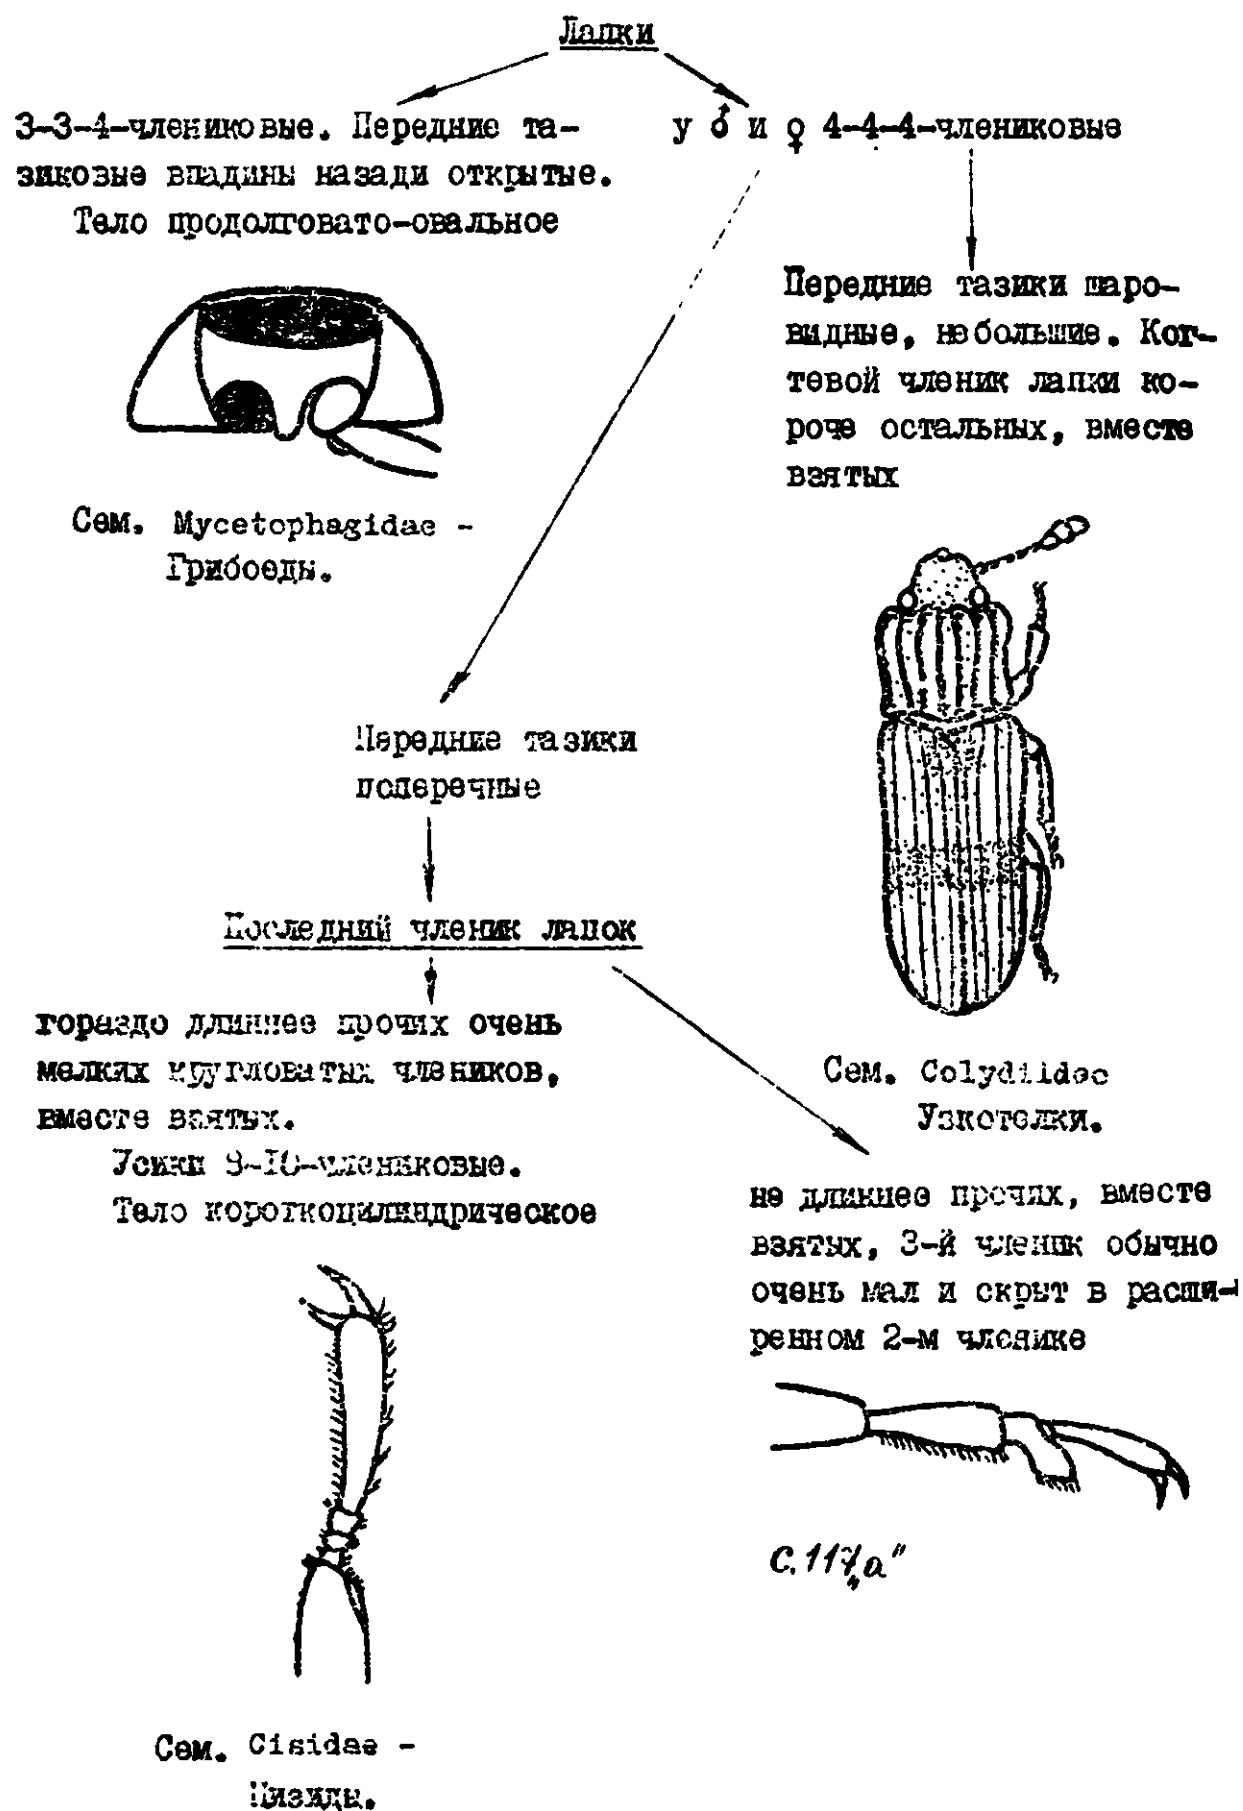 Лапки
3-3-4-члениковые. Передние та-
зиковые впадины назади открытые.
Тело продолговато-овальное
Сем. Mycetophagidae -
Грибоеды.
у ♂ и ♀ 4-4-4-члениковые
Передние тазики шаро-
видные, небольшие. Ког-
тевой членик лапки ко-
роче остальных, вместе
взятых
Сем. Colydiidae
Узкотелки.
Передние тазики
поперечные
Последний членик лапок
гораздо длиннее прочих очень
мелких кругловатых члеников,
вместе взятых.
Усики 8-10-члениковые.
Тело короткоцилиндрическое
Сем. Cisidae -
Цизиды.
не длиннее прочих, вместе
взятых, 3-й членик обычно
очень мал и скрыт в расши-
ренном 2-м членике
С. 117 „а"